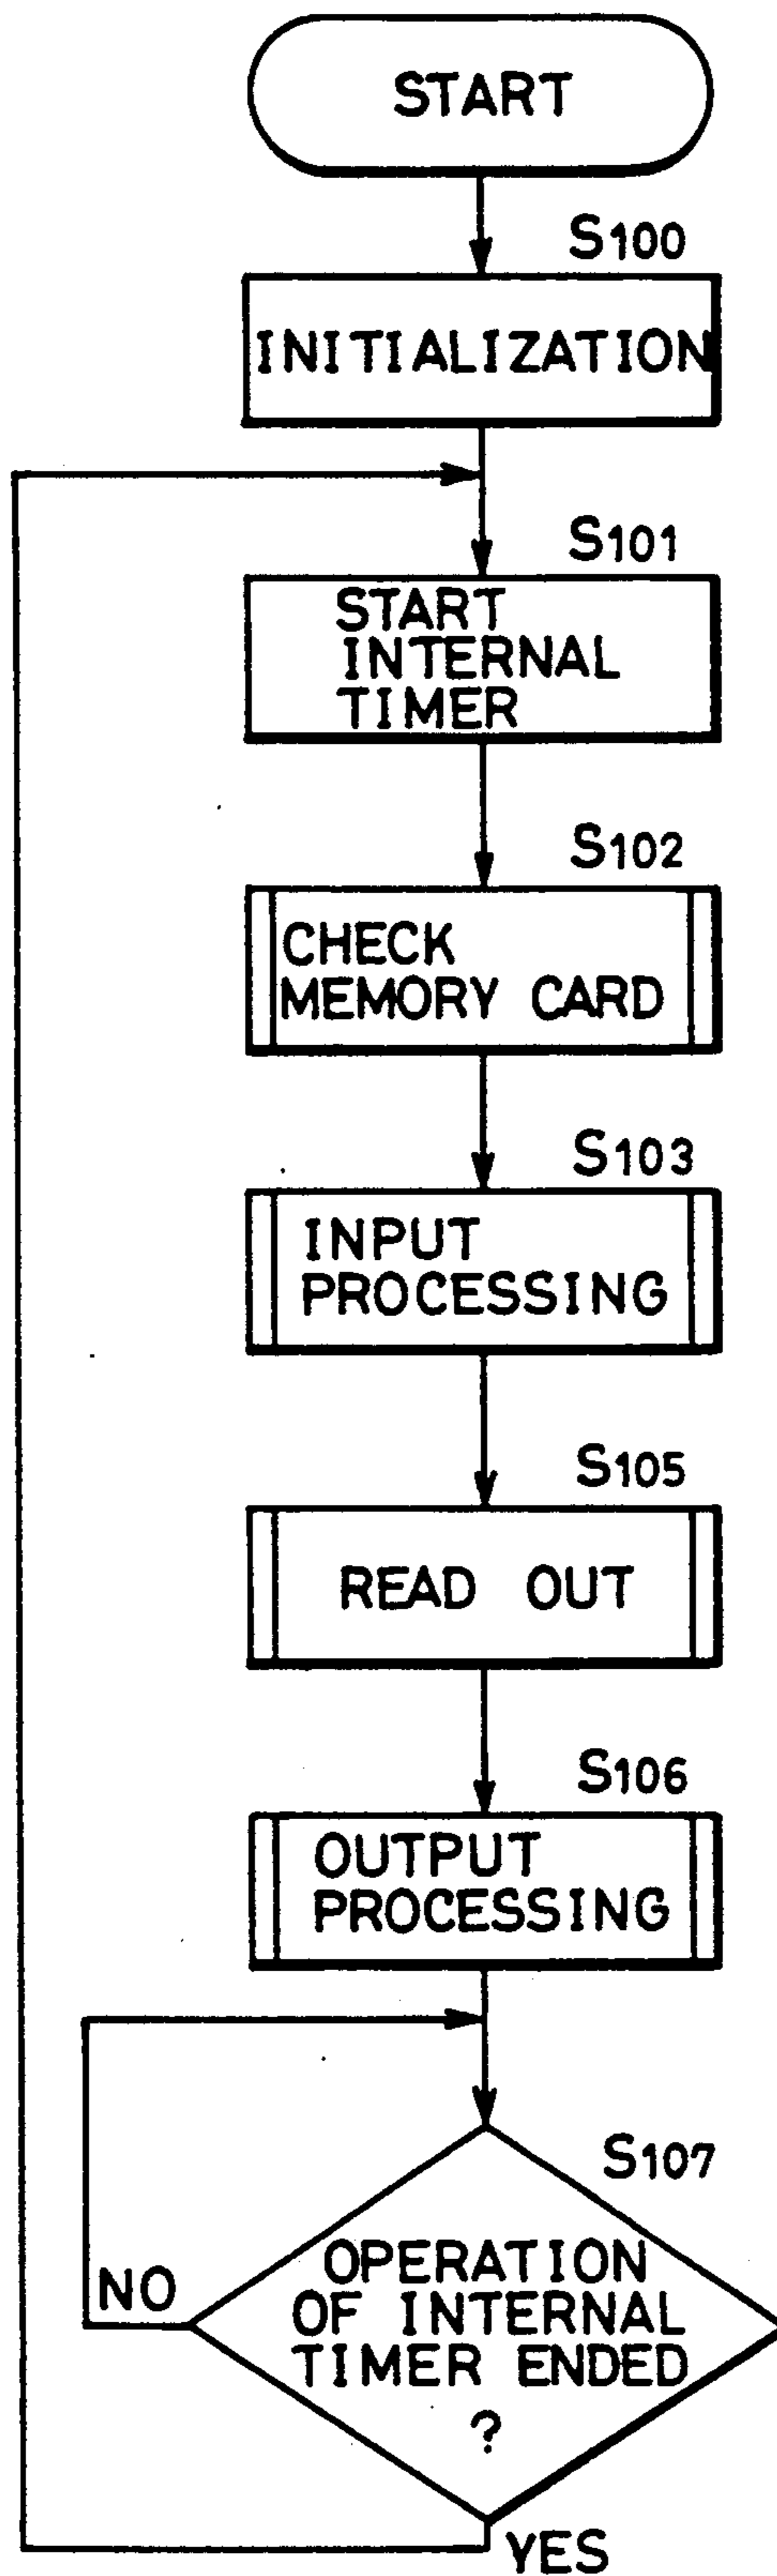 START
S100
INITIALIZATION
S101
START
INTERNAL
TIMER
S102
CHECK
MEMORY CARD
S103
INPUT
PROCESSING
S105
READ OUT
S106
OUTPUT
PROCESSING
S107
OPERATION
OF INTERNAL
TIMER ENDED
?
NO
YES